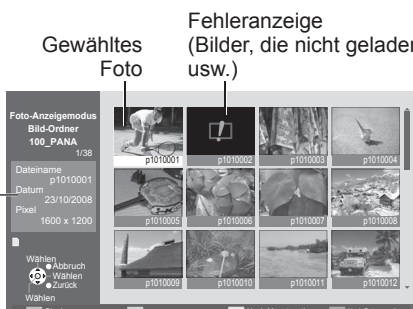 Gewähltes
Foto
Fehleranzeige
(Bilder, die nicht geladen
usw.)
Foto-Anzeigemodus
Bild-Ordner
100_PANA
1/38
Dateiname
p1010001
Datum
23/10/2008
Pixel
1600 x 1200
Wählen
Abbruch
Wählen
Zurück
Wählen
p1010001
p1010002
p1010003
p1010004
p1010005
p1010006
p1010007
p1010008
p1010009
p1010010
p1010011
p1010012